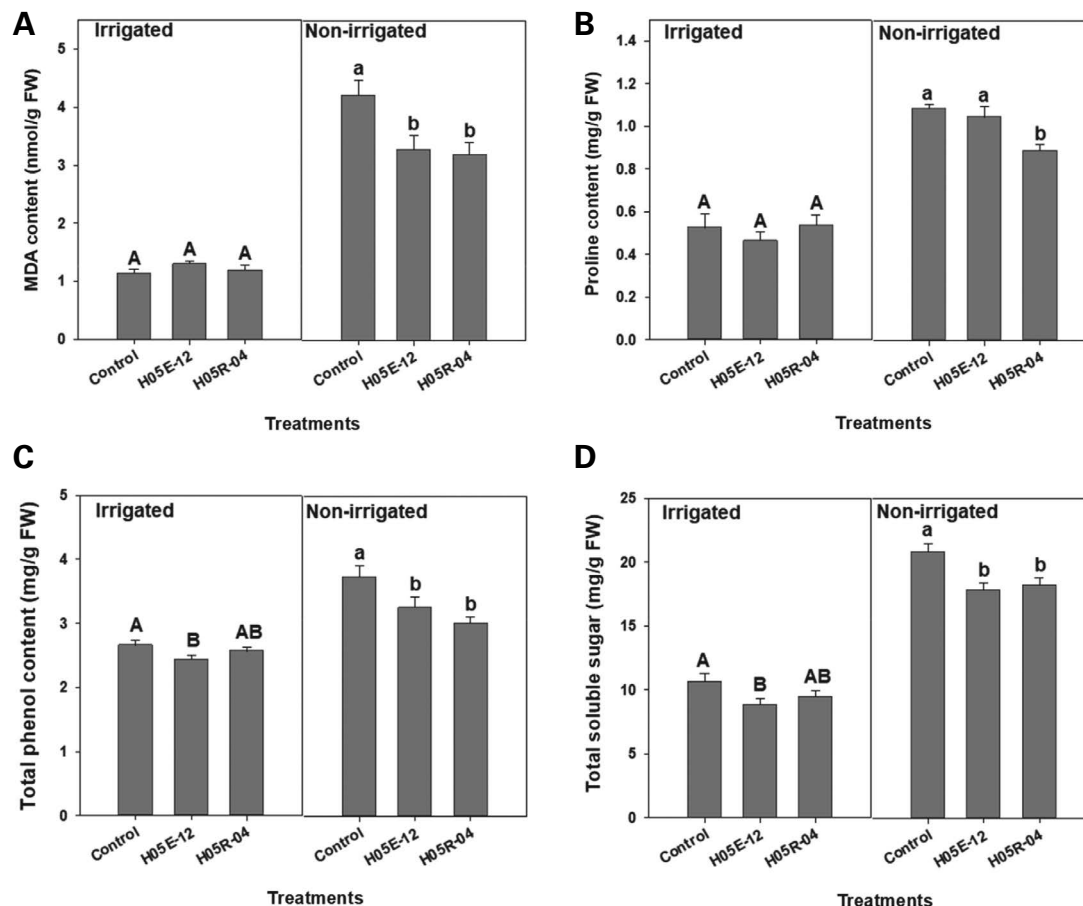 A
Irrigated
Non-irrigated
MDA content (nmol/g FW)
5
4
3
2
1
0
A
A
A
a
b
b
Control
H05E-12
H05R-04
Control
H05E-12
H05R-04
Treatments
B
Irrigated
Non-irrigated
Proline content (mg/g FW)
1.4
1.2
1.0
0.8
0.6
0.4
0.2
0.0
A
A
A
a
a
b
Control
H05E-12
H05R-04
Control
H05E-12
H05R-04
Treatments
C
Irrigated
Non-irrigated
Total phenol content (mg/g FW)
5
4
3
2
1
0
A
B
AB
a
b
b
Control
H05E-12
H05R-04
Control
H05E-12
H05R-04
Treatments
D
Irrigated
Non-irrigated
Total soluble sugar (mg/g FW)
25
20
15
10
5
0
A
B
AB
a
b
b
Control
H05E-12
H05R-04
Control
H05E-12
H05R-04
Treatments